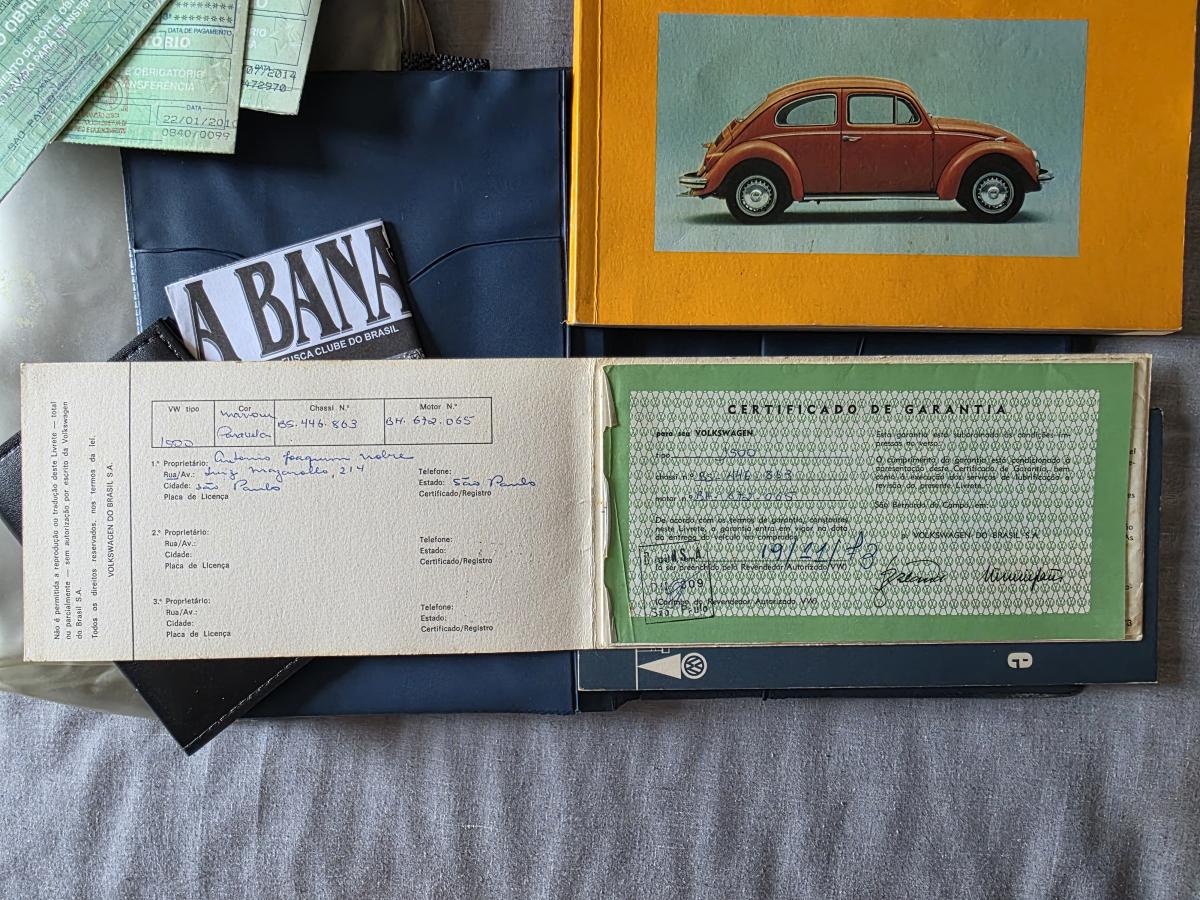 DATA DE PAGAMENTO
22/01/2010
0840/0099
07/2014
472970
A BANA
FUSCA CLUBE DO BRASIL
Não é permitida a reprodução ou tradução deste Livrete — total
ou parcialmente — sem autorização por escrito da Volkswagen
do Brasil S.A.
Todos os direitos reservados, nos termos da lei.
VOLKSWAGEN DO BRASIL S.A.
VW tipo Cor Chassi N.º Motor N.º
1500 marrom Caravela BS.446.863 BH.672.065
1.º Proprietário: Antonio Joaquim Nobre
Rua/Av.: Luiz 214 Telefone:
Cidade: São Paulo Estado: São Paulo
Placa de Licença Certificado/Registro
2.º Proprietário:
Rua/Av.: Telefone:
Cidade: Estado:
Placa de Licença Certificado/Registro
3.º Proprietário:
Rua/Av.: Telefone:
Cidade: Estado:
Placa de Licença Certificado/Registro
CERTIFICADO DE GARANTIA
para seu VOLKSWAGEN
tipo 1500
chassi n.º BS-446-863
motor n.º BH-672-065
De acordo com os termos de garantia, constantes
neste Livrete, a garantia entra em vigor na data
da entrega do veículo ao comprador.
19/11/73
(a ser preenchido pelo Revendedor Autorizado VW)
(Carimbo do Revendedor Autorizado VW)
São Paulo
Esta garantia está subordinada às condições im-
pressas no verso.
O cumprimento da garantia está condicionado à
apresentação deste Certificado de Garantia, bem
como à execução dos serviços de lubrificação e
revisão do presente Livrete.
São Bernardo do Campo, em:
p. VOLKSWAGEN DO BRASIL S.A.